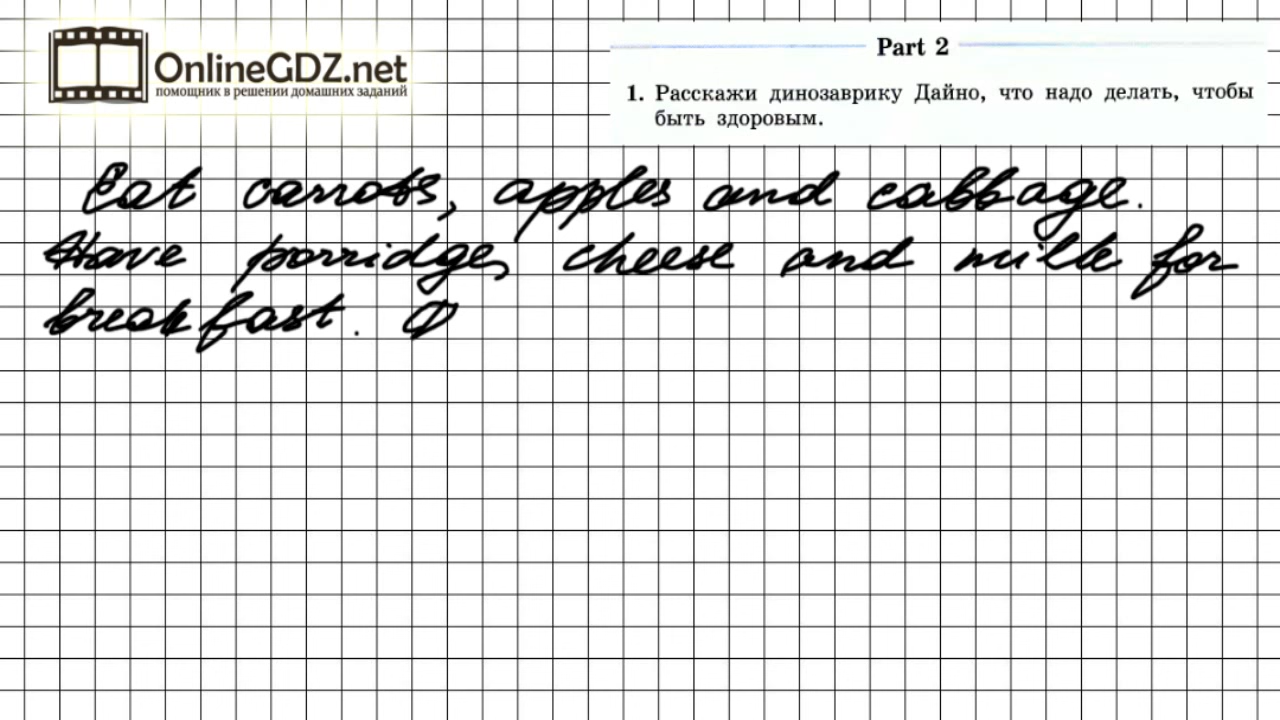 OnlineGDZ.net
помощник в решении домашних заданий
Part 2
1. Расскажи динозаврику Дайно, что надо делать, чтобы
быть здоровым.
Eat carrots, apples and cabbage.
Have porridge, cheese and milk for
breakfast.